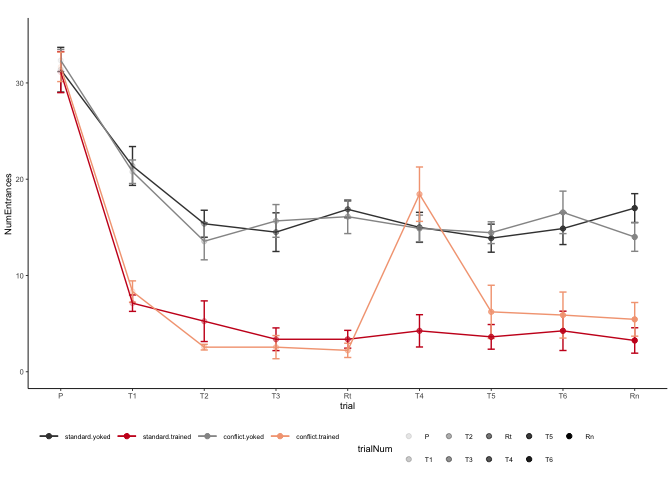 NumEntrances
30
20
10
0
P T1 T2 T3 Rt T4 T5 T6 Rn
trial
standard.yoked standard.trained conflict.yoked conflict.trained
trialNum
P T2 Rt T5 Rn
T1 T3 T4 T6